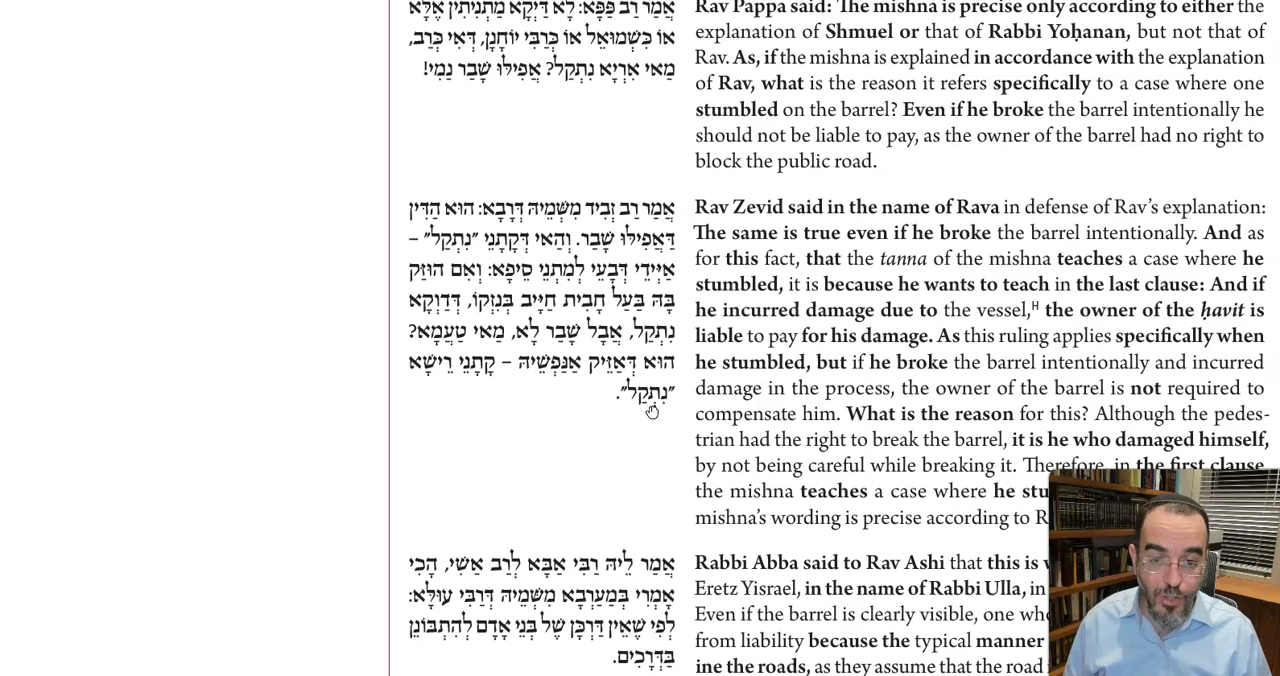 אֲמַר רַב פַּפָּא: לָא דַּיְקָא מַתְנִיתִין אֶלָּא
אוֹ כִּשְׁמוּאֵל אוֹ כְּרַבִּי יוֹחָנָן, דְּאִי כְּרַב,
מַאי אִרְיָא נִתְקַל? אֲפִילּוּ שָׁבַר נַמִי!
Rav Pappa said: The mishna is precise only according to either the
explanation of Shmuel or that of Rabbi Yoḥanan, but not that of
Rav. As, if the mishna is explained in accordance with the explanation
of Rav, what is the reason it refers specifically to a case where one
stumbled on the barrel? Even if he broke the barrel intentionally he
should not be liable to pay, as the owner of the barrel had no right to
block the public road.
אֲמַר רַב זְבִיד מִשְּׁמֵיהּ דְּרָבָא: הוּא הַדִּין
דַּאֲפִילּוּ שָׁבַר. וְהַאי דְּקָתָנֵי ״נִתְקַל״ –
אַיְּידֵי דְּבָעֵי לְמִתְנֵי סֵיפָא: וְאִם הוּזַּק
בָּהּ בַּעַל חָבִית חַיָּיב בְּנִזְקוֹ, דְּדַוְקָא
נִתְקַל, אֲבָל שָׁבַר לָא, מַאי טַעֲמָא?
הוּא דְּאַזֵּיק אַנַּפְשֵׁיהּ – קָתָנֵי רֵישָׁא
״נִתְקַל״.
Rav Zevid said in the name of Rava in defense of Rav’s explanation:
The same is true even if he broke the barrel intentionally. And as
for this fact, that the tanna of the mishna teaches a case where he
stumbled, it is because he wants to teach in the last clause: And if
he incurred damage due to the vessel,ᴴ the owner of the ḥavit is
liable to pay for his damage. As this ruling applies specifically when
he stumbled, but if he broke the barrel intentionally and incurred
damage in the process, the owner of the barrel is not required to
compensate him. What is the reason for this? Although the pedes-
trian had the right to break the barrel, it is he who damaged himself,
by not being careful while breaking it. Therefore, in the first clause
the mishna teaches a case where he
mishna’s wording is precise according to
אֲמַר לֵיהּ רַבִּי אַבָּא לְרַב אַשִׁי, הָכִי
אָמְרִי בְּמַעְרְבָא מִשְּׁמֵיהּ דְּרַבִּי עוּלָּא:
לְפִי שֶׁאֵין דַּרְכָּן שֶׁל בְּנֵי אָדָם לְהִתְבּוֹנֵן
בַּדְּרָכִים.
Rabbi Abba said to Rav Ashi that this is
Eretz Yisrael, in the name of Rabbi Ulla, in
Even if the barrel is clearly visible, one
from liability because the typical manner
ine the roads, as they assume that the road